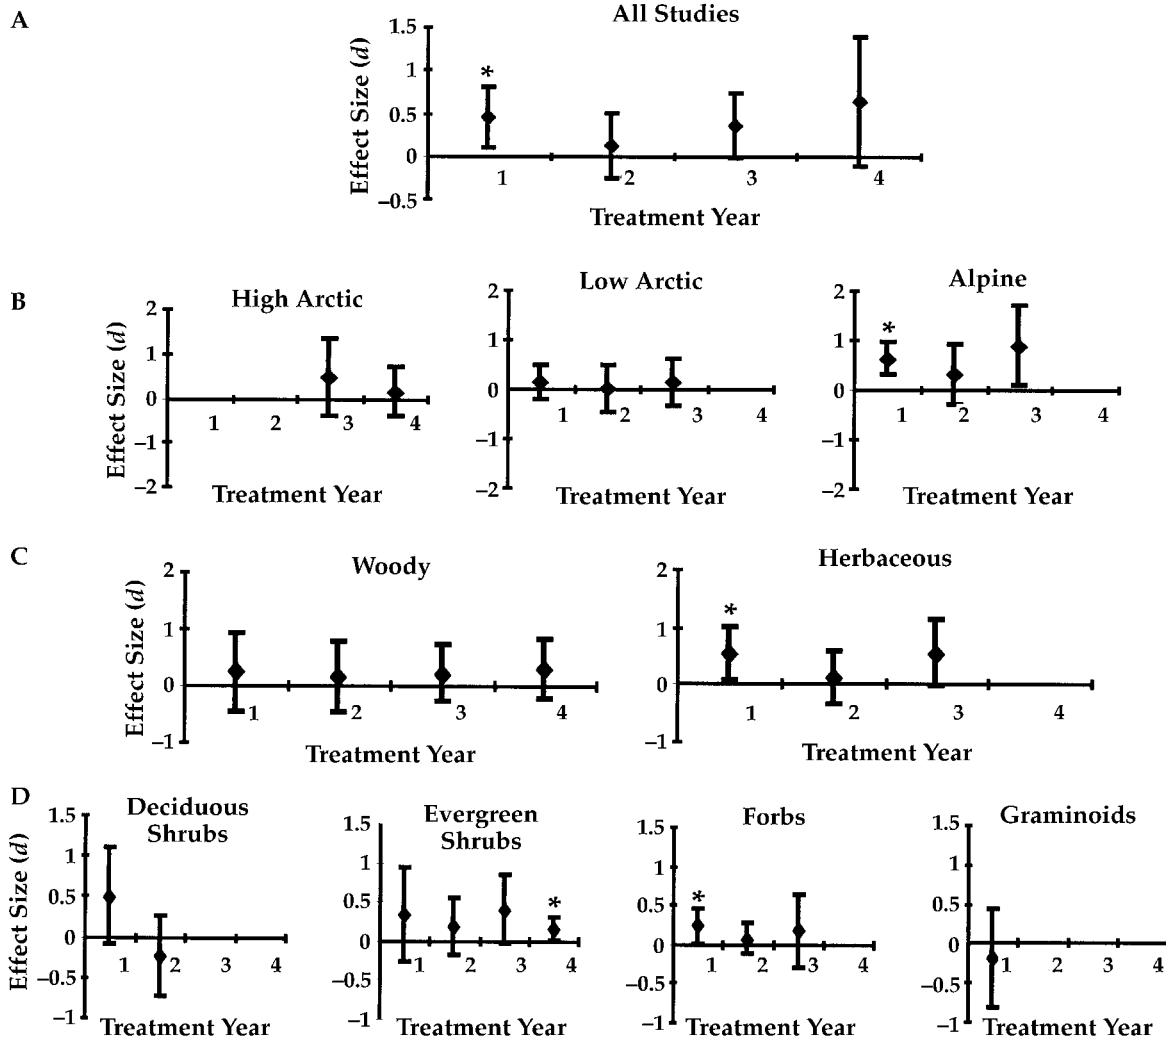 A
All Studies
1.5
1
0.5
0
–0.5
Effect Size (d)
*
1 2 3 4
Treatment Year
B
High Arctic
2
1
0
–1
–2
Effect Size (d)
1 2 3 4
Treatment Year
Low Arctic
2
1
0
–1
–2
1 2 3 4
Treatment Year
Alpine
2
1
0
–1
–2
*
1 2 3 4
Treatment Year
C
Woody
2
1
0
–1
Effect Size (d)
1 2 3 4
Treatment Year
Herbaceous
2
1
0
–1
*
1 2 3 4
Treatment Year
D
Deciduous
Shrubs
1.5
1
0.5
0
–0.5
–1
Effect Size (d)
1 2 3 4
Treatment Year
Evergreen
Shrubs
1.5
1
0.5
0
–0.5
–1
*
1 2 3 4
Treatment Year
Forbs
1.5
1
0.5
0
–0.5
–1
*
1 2 3 4
Treatment Year
Graminoids
1.5
1
0.5
0
–0.5
–1
1 2 3 4
Treatment Year